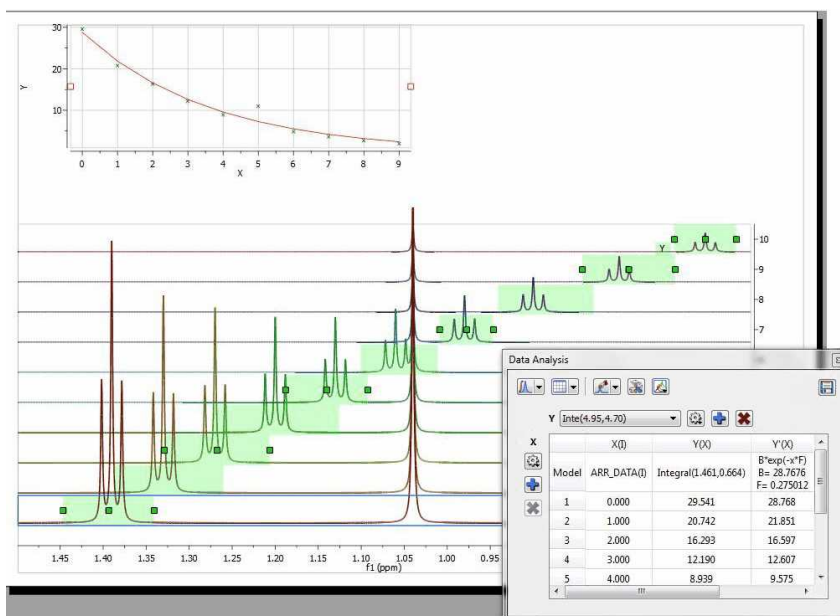 30
20
10
Y
0 1 2 3 4 5 6 7 8 9
X
Y
10
9
8
7
1.45 1.40 1.35 1.30 1.25 1.20 1.15 1.10 1.05 1.00 0.95
f1 (ppm)
Data Analysis
Y Inte(4.95,4.70)
X
X(I) Y(X) Y'(X)
Model ARR_DATA(I) Integral(1.461,0.664) B*exp(-x*F)
B= 28.7676
F= 0.275012
1 0.000 29.541 28.768
2 1.000 20.742 21.851
3 2.000 16.293 16.597
4 3.000 12.190 12.607
5 4.000 8.939 9.575